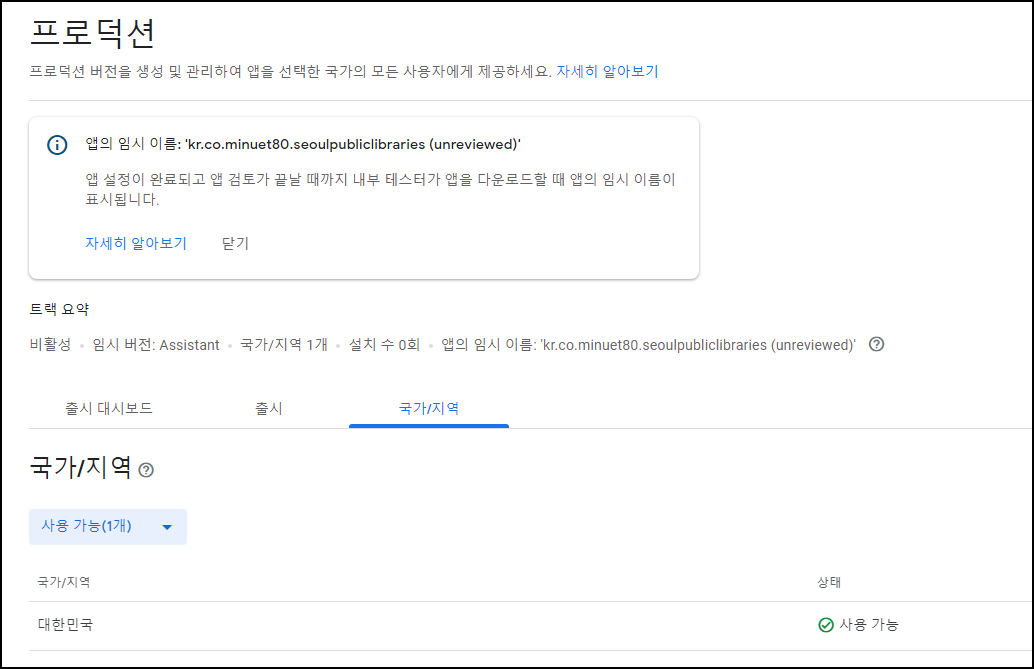 프로덕션
프로덕션 버전을 생성 및 관리하여 앱을 선택한 국가의 모든 사용자에게 제공하세요. 자세히 알아보기
앱의 임시 이름: 'kr.co.minuet80.seoulpubliclibraries (unreviewed)'
앱 설정이 완료되고 앱 검토가 끝날 때까지 내부 테스터가 앱을 다운로드할 때 앱의 임시 이름이
표시됩니다.
자세히 알아보기 닫기
트랙 요약
비활성 • 임시 버전: Assistant • 국가/지역 1개 • 설치 수 0회 • 앱의 임시 이름: 'kr.co.minuet80.seoulpubliclibraries (unreviewed)'
출시 대시보드 출시 국가/지역
국가/지역
사용 가능(1개)
국가/지역 상태
대한민국 사용 가능